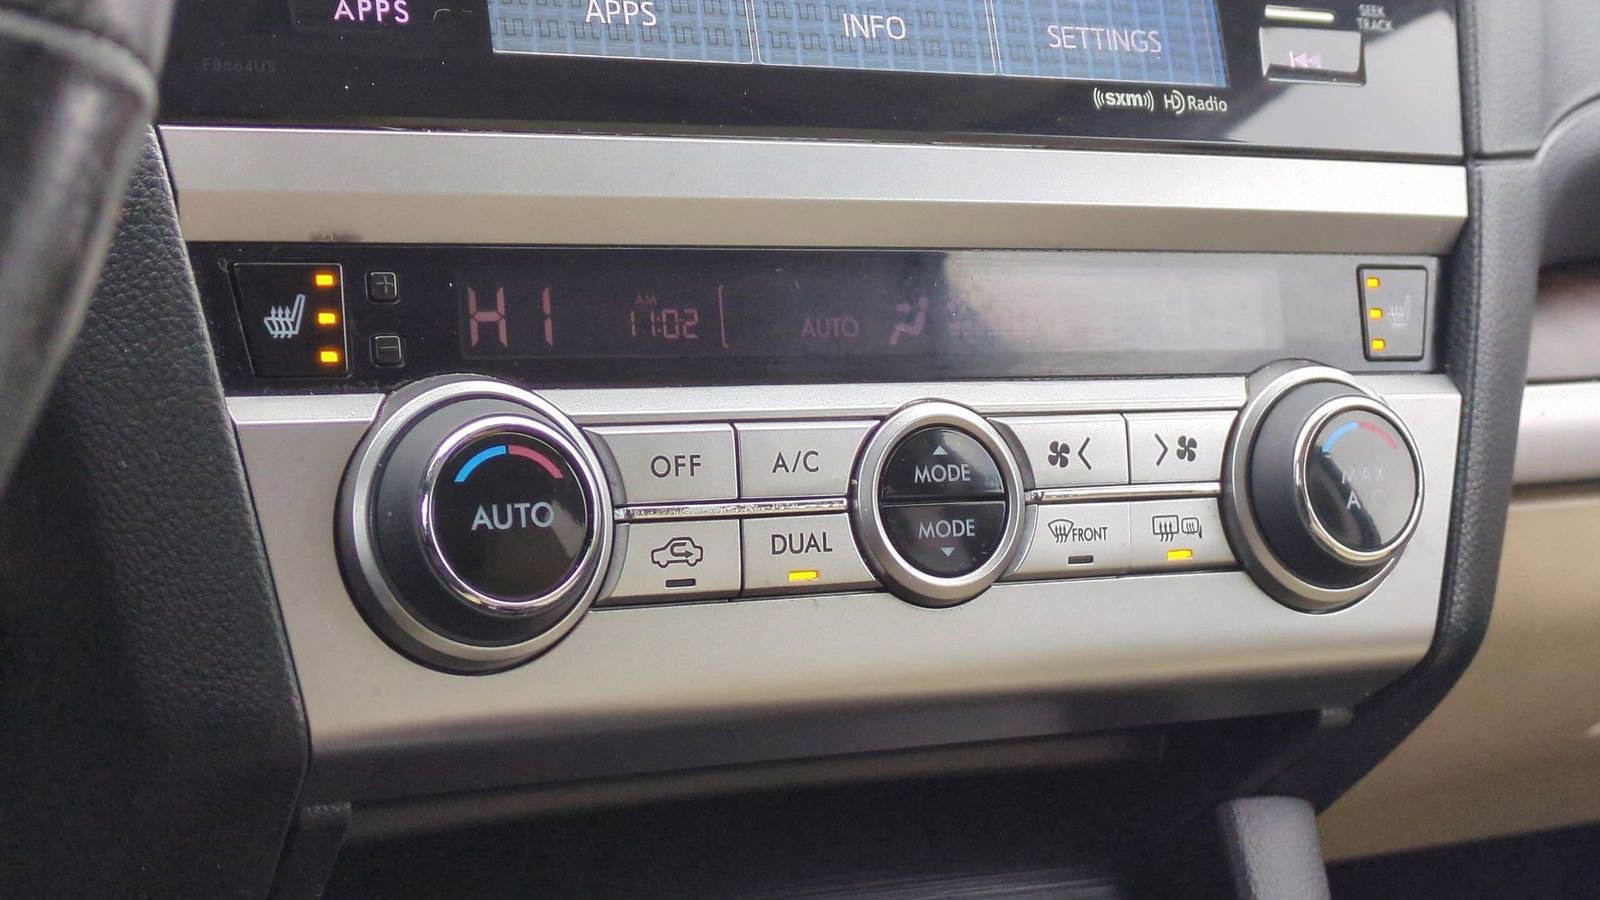 APPS
APPS
INFO
SETTINGS
SEEK
TRACK
F8664US
((sxm)) HD Radio
HI
AM
11:02
AUTO
AUTO
OFF
A/C
MODE
MODE
DUAL
FRONT
MAX
A/C